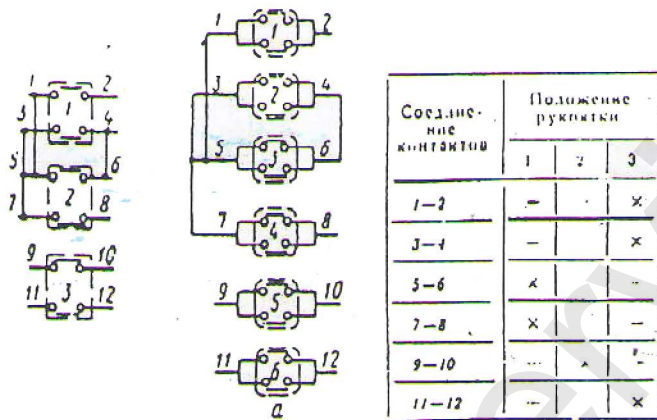 1 2
1
3 4
5 6
2
7 8
9 10
3
11 12
1 1 2
3 2 4
5 3 6
7 4 8
9 5 10
11 6 12
а
Соедине-
ние
контактов
Положение
рукоятки
1 2 3
1—2 – ×
3—4 – ×
5—6 × –
7—8 × –
9—10 – × –
11—12 – ×